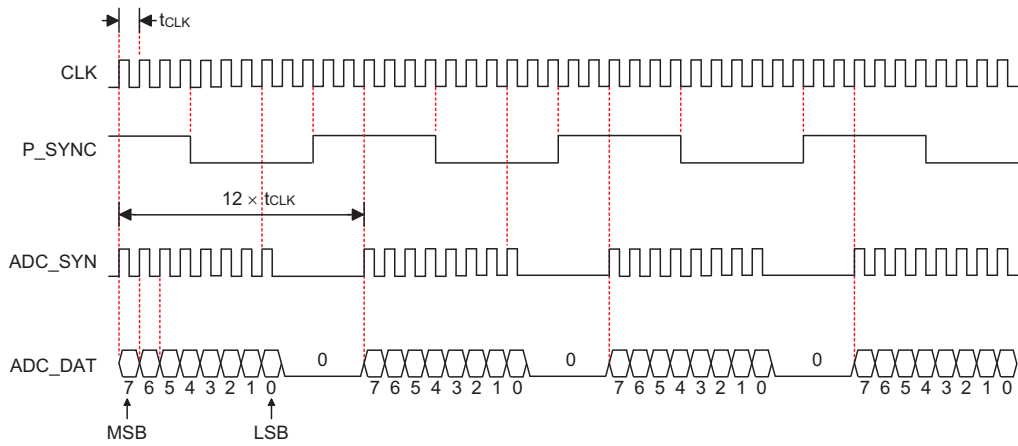 tCLK
CLK
P_SYNC
12 × tCLK
ADC_SYN
ADC_DAT
0 0 0
7 6 5 4 3 2 1 0 7 6 5 4 3 2 1 0 7 6 5 4 3 2 1 0 7 6 5 4 3 2 1 0
MSB LSB